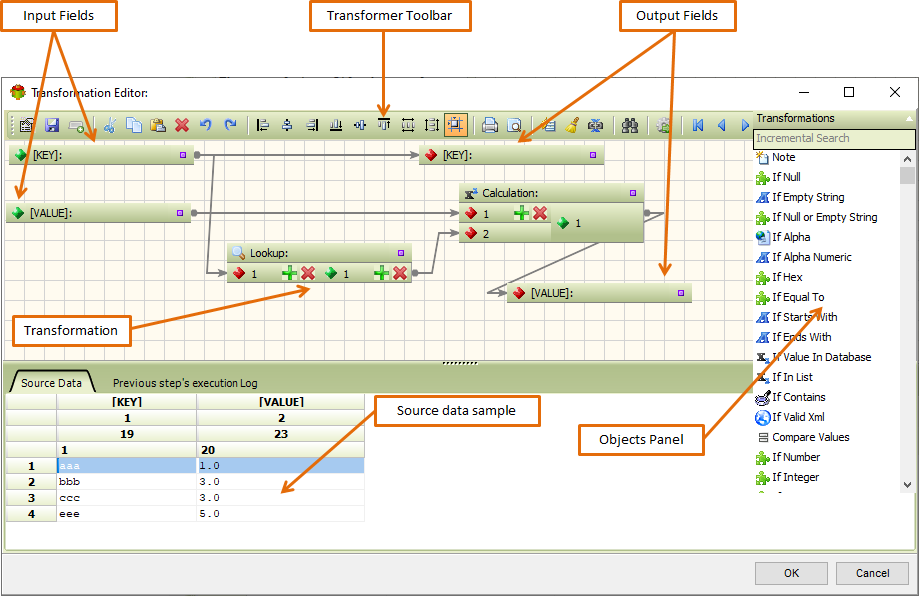 Input Fields
Transformer Toolbar
Output Fields
Transformation Editor:
Transformations
Incremental Search
[KEY]:
[KEY]:
Note
If Null
If Empty String
If Null or Empty String
If Alpha
If Alpha Numeric
If Hex
If Equal To
If Starts With
If Ends With
If Value In Database
If In List
If Contains
If Valid Xml
Compare Values
If Number
If Integer
Calculation:
[VALUE]:
1
1
2
Lookup:
1
1
[VALUE]:
Transformation
Source Data
Previous step's execution Log
[KEY]
[VALUE]
1
2
19
23
1
20
1
aaa
1.0
2
bbb
3.0
3
ccc
3.0
4
eee
5.0
Source data sample
Objects Panel
OK
Cancel